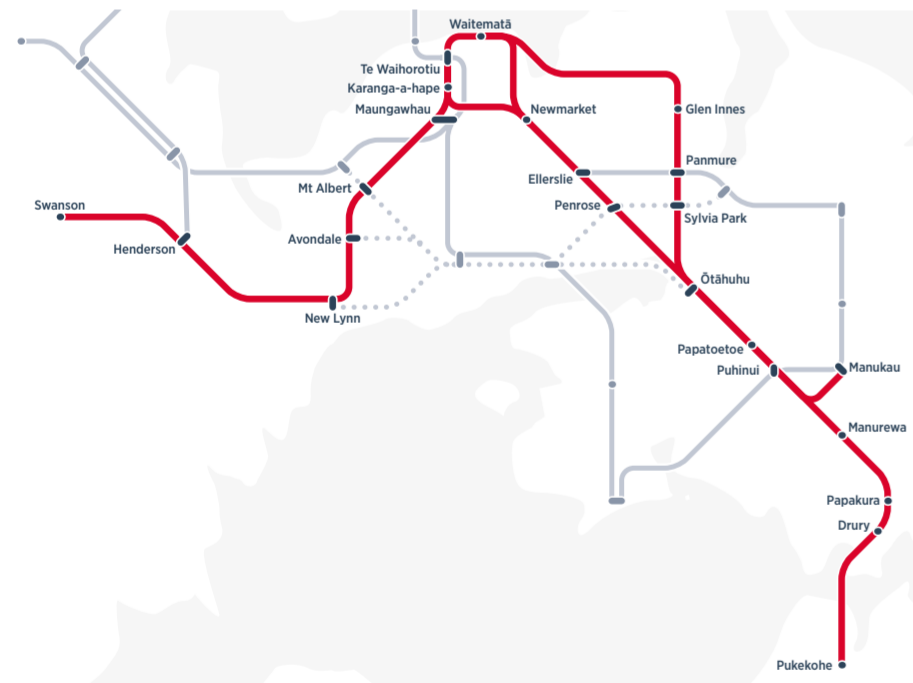 Waitematā
Te Waihorotiu
Karanga-a-hape
Maungawhau
Newmarket
Glen Innes
Panmure
Ellerslie
Mt Albert
Penrose
Swanson
Sylvia Park
Avondale
Henderson
Ōtāhuhu
New Lynn
Papatoetoe
Puhinui
Manukau
Manurewa
Papakura
Drury
Pukekohe